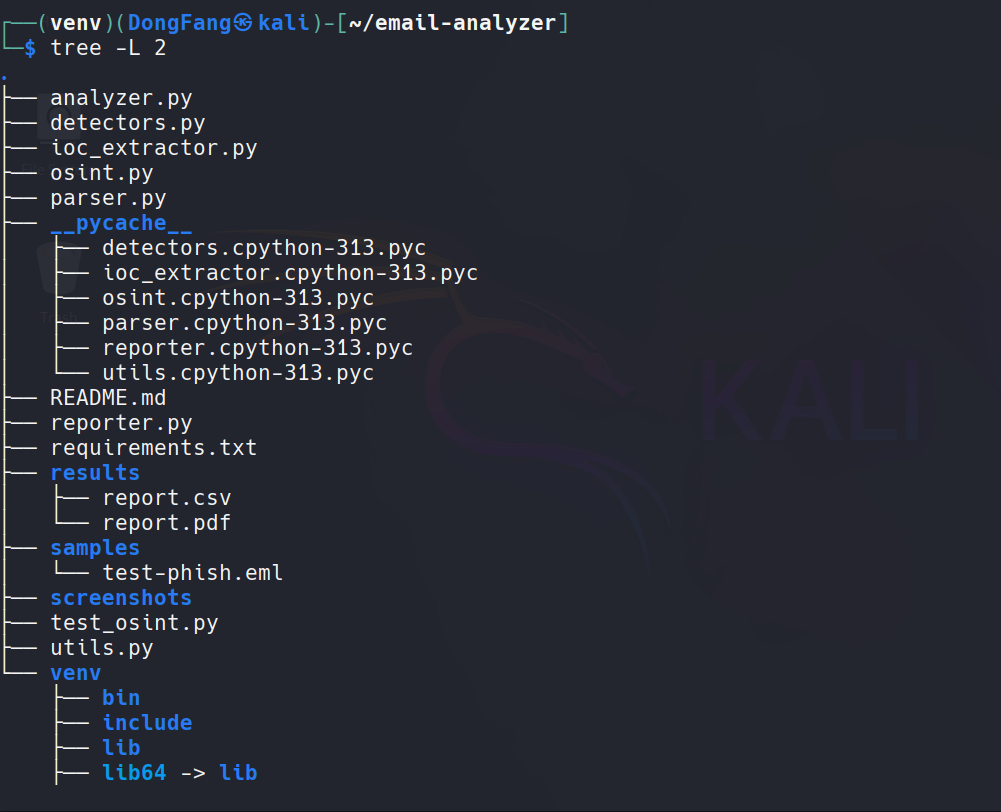 ┌──(venv)(DongFang㉿kali)-[~/email-analyzer]
└─$ tree -L 2
.
├── analyzer.py
├── detectors.py
├── ioc_extractor.py
├── osint.py
├── parser.py
├── __pycache__
│   ├── detectors.cpython-313.pyc
│   ├── ioc_extractor.cpython-313.pyc
│   ├── osint.cpython-313.pyc
│   ├── parser.cpython-313.pyc
│   ├── reporter.cpython-313.pyc
│   └── utils.cpython-313.pyc
├── README.md
├── reporter.py
├── requirements.txt
├── results
│   ├── report.csv
│   └── report.pdf
├── samples
│   └── test-phish.eml
├── screenshots
├── test_osint.py
├── utils.py
└── venv
    ├── bin
    ├── include
    ├── lib
    ├── lib64 -> lib
KALI